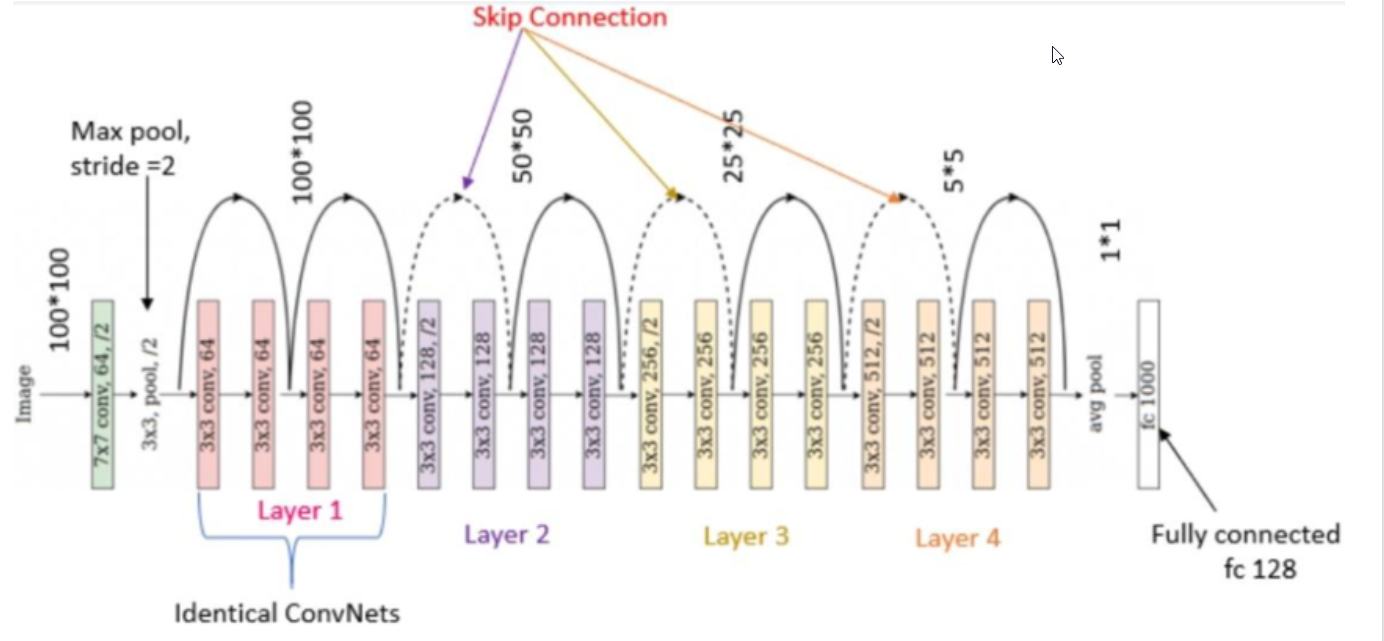 Skip Connection
Max pool,
stride =2
100*100
100*100
50*50
25*25
5*5
1*1
Image
7x7 conv, 64, /2
3x3, pool, /2
3x3 conv, 64
3x3 conv, 64
3x3 conv, 64
3x3 conv, 64
3x3 conv, 128, /2
3x3 conv, 128
3x3 conv, 128
3x3 conv, 128
3x3 conv, 256, /2
3x3 conv, 256
3x3 conv, 256
3x3 conv, 256
3x3 conv, 512, /2
3x3 conv, 512
3x3 conv, 512
3x3 conv, 512
avg pool
fc 1000
Layer 1
Layer 2
Layer 3
Layer 4
Fully connected
fc 128
Identical ConvNets